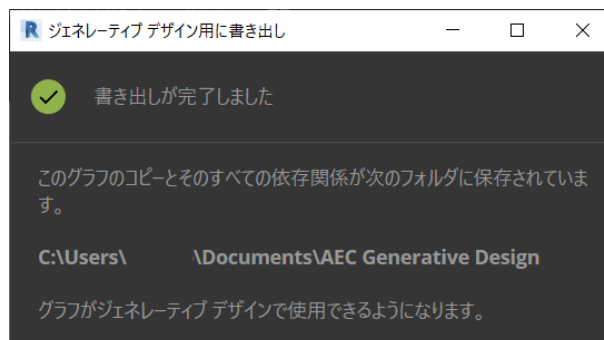 ジェネレーティブ デザイン用に書き出し
書き出しが完了しました
このグラフのコピーとそのすべての依存関係が次のフォルダに保存されていま
す。
C:\Users\ \Documents\AEC Generative Design
グラフがジェネレーティブ デザインで使用できるようになります。